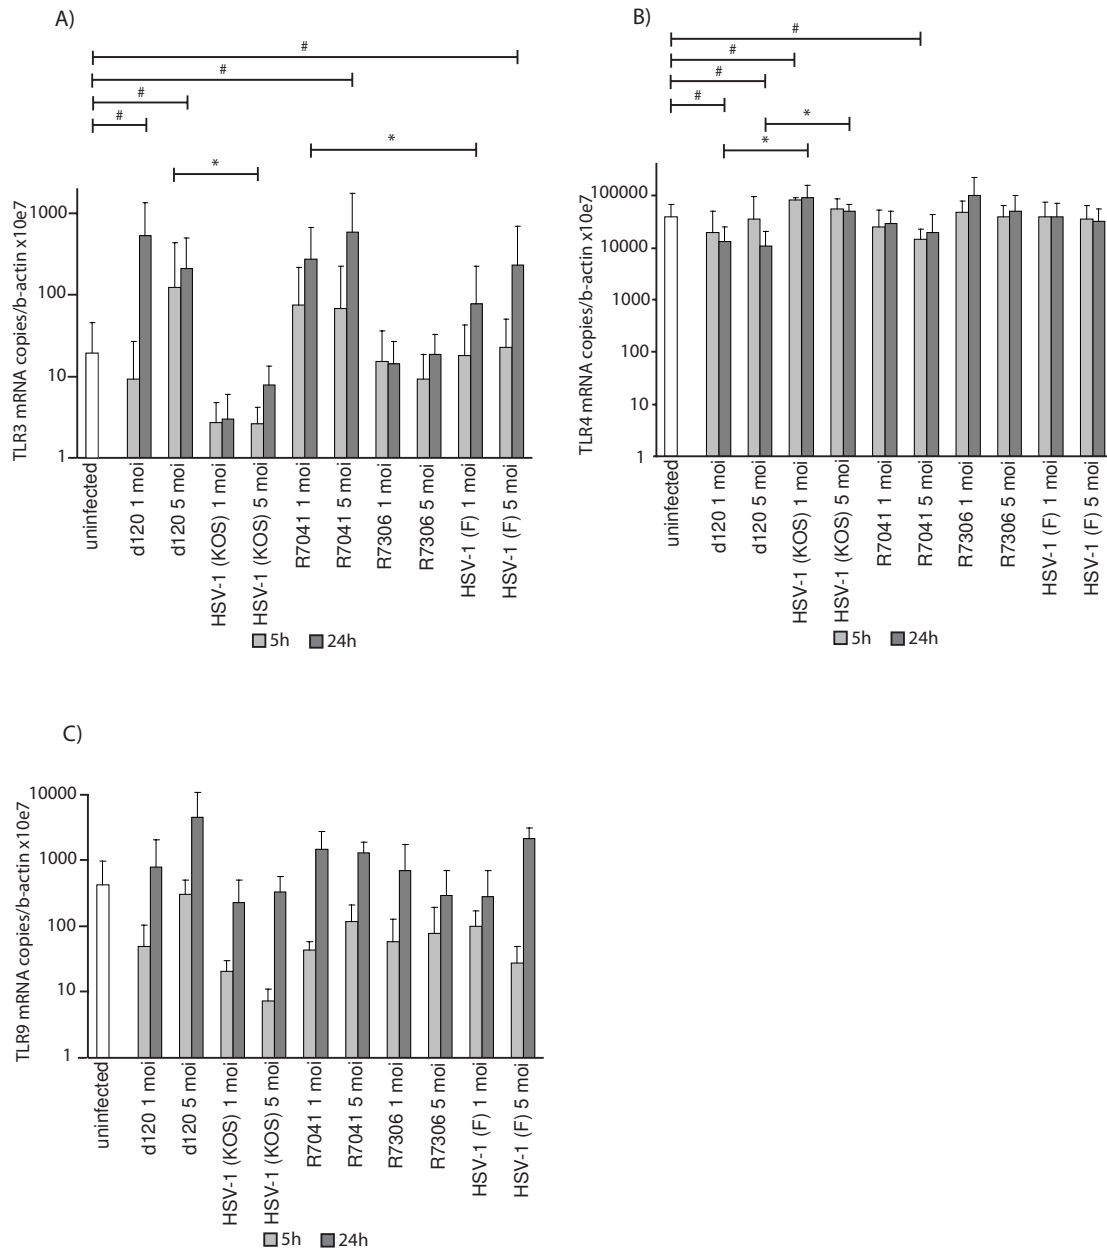 A)
#
#
#
#
*
*
TLR3 mRNA copies/b-actin x10e7
1000
100
10
1
uninfected
d120 1 moi
d120 5 moi
HSV-1 (KOS) 1 moi
HSV-1 (KOS) 5 moi
R7041 1 moi
R7041 5 moi
R7306 1 moi
R7306 5 moi
HSV-1 (F) 1 moi
HSV-1 (F) 5 moi
5h 24h
B)
#
#
#
#
*
*
TLR4 mRNA copies/b-actin x10e7
100000
10000
1000
100
10
1
uninfected
d120 1 moi
d120 5 moi
HSV-1 (KOS) 1 moi
HSV-1 (KOS) 5 moi
R7041 1 moi
R7041 5 moi
R7306 1 moi
R7306 5 moi
HSV-1 (F) 1 moi
HSV-1 (F) 5 moi
5h 24h
C)
TLR9 mRNA copies/b-actin x10e7
10000
1000
100
10
1
uninfected
d120 1 moi
d120 5 moi
HSV-1 (KOS) 1 moi
HSV-1 (KOS) 5 moi
R7041 1 moi
R7041 5 moi
R7306 1 moi
R7306 5 moi
HSV-1 (F) 1 moi
HSV-1 (F) 5 moi
5h 24h